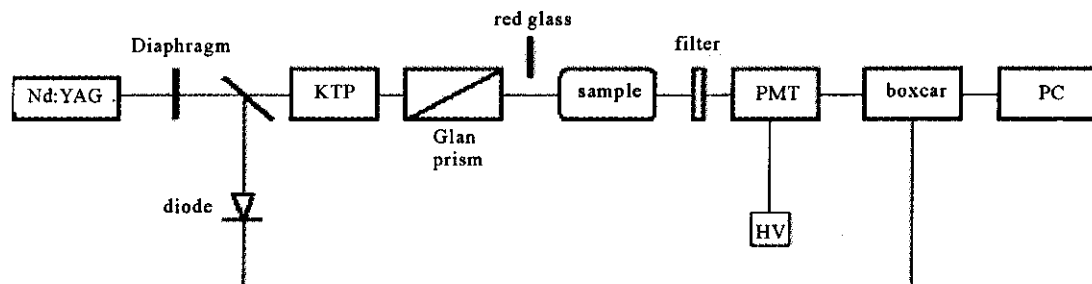 red glass
Diaphragm
filter
Nd:YAG
KTP
sample
PMT
boxcar
PC
Glan
prism
diode
HV